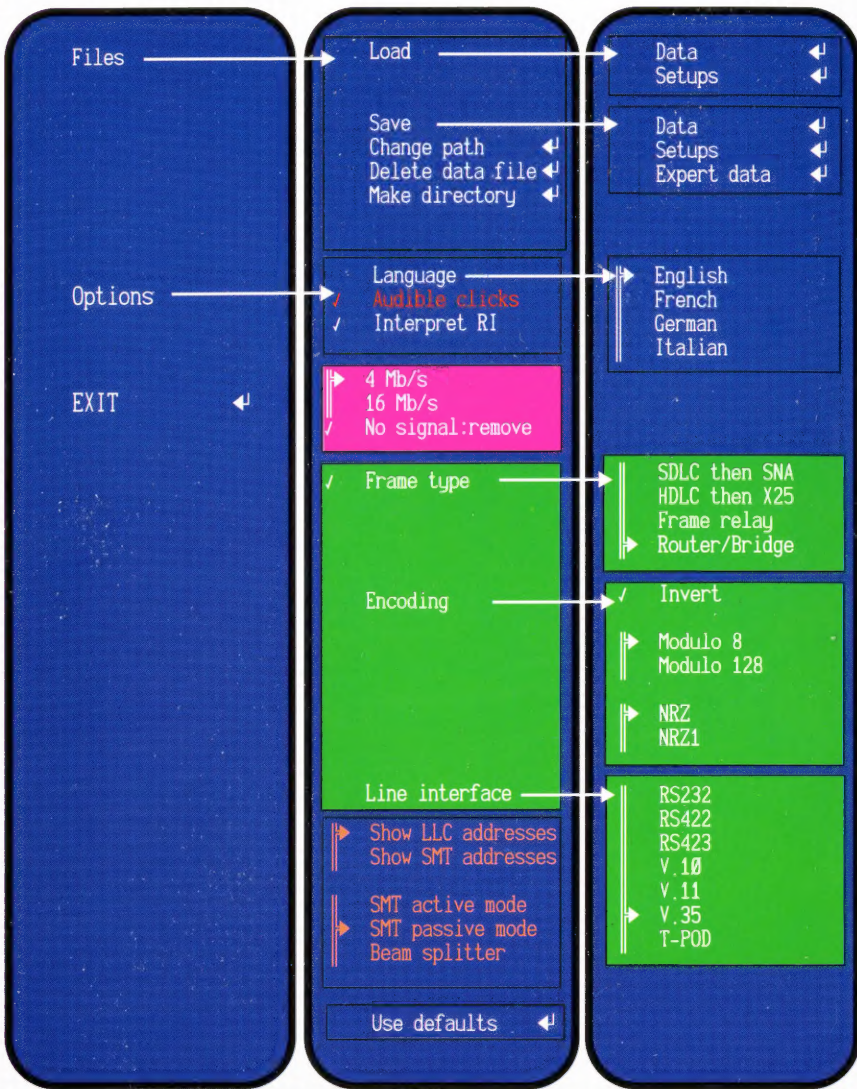 Files
Options
EXIT
Load
Save
Change path
Delete data file
Make directory
Language
✓ Audible clicks
✓ Interpret RI
4 Mb/s
16 Mb/s
✓ No signal:remove
✓ Frame type
Encoding
Line interface
Show LLC addresses
Show SMT addresses
SMT active mode
SMT passive mode
Beam splitter
Use defaults
Data
Setups
Data
Setups
Expert data
English
French
German
Italian
SDLC then SNA
HDLC then X25
Frame relay
Router/Bridge
✓ Invert
Modulo 8
Modulo 128
NRZ
NRZ1
RS232
RS422
RS423
V.10
V.11
V.35
T-POD